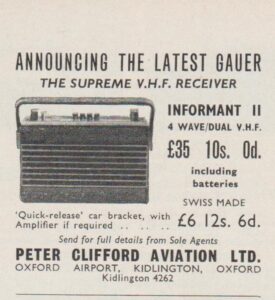 ANNOUNCING THE LATEST GAUER
THE SUPREME V.H.F. RECEIVER
INFORMANT II
4 WAVE/DUAL V.H.F.
£35 10s. 0d.
including
batteries
SWISS MADE
'Quick-release' car bracket, with
Amplifier if required .. .. .. £6 12s. 6d.
Send for full details from Sole Agents
PETER CLIFFORD AVIATION LTD.
OXFORD AIRPORT, KIDLINGTON, OXFORD
Kidlington 4262